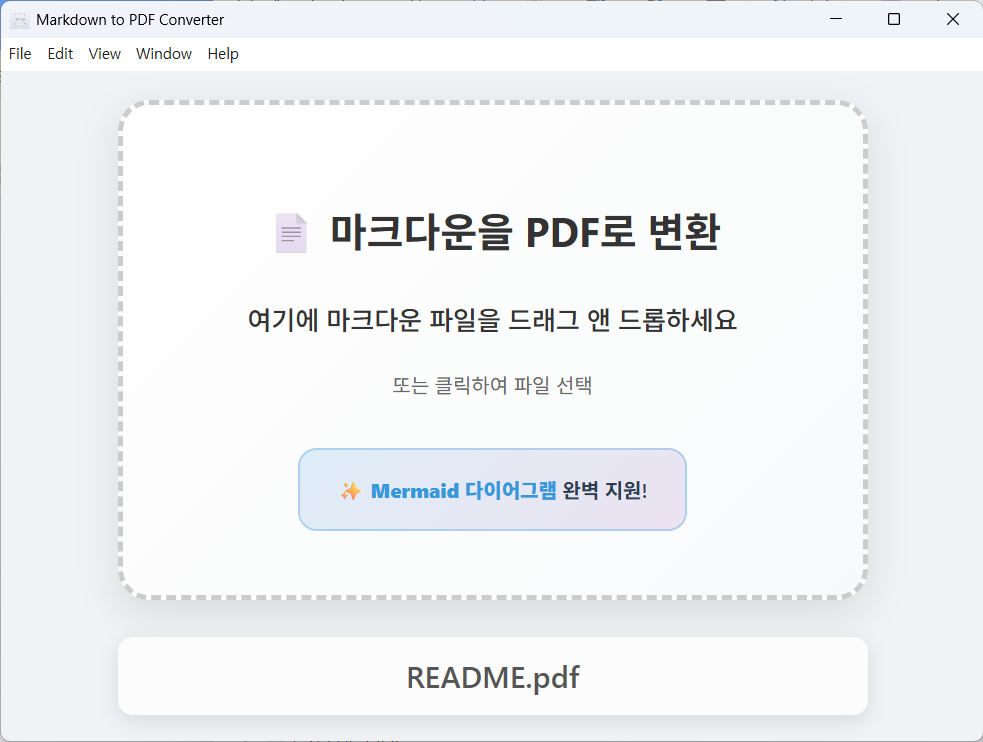 Markdown to PDF Converter
File Edit View Window Help
마크다운을 PDF로 변환
여기에 마크다운 파일을 드래그 앤 드롭하세요
또는 클릭하여 파일 선택
✨ Mermaid 다이어그램 완벽 지원!
README.pdf